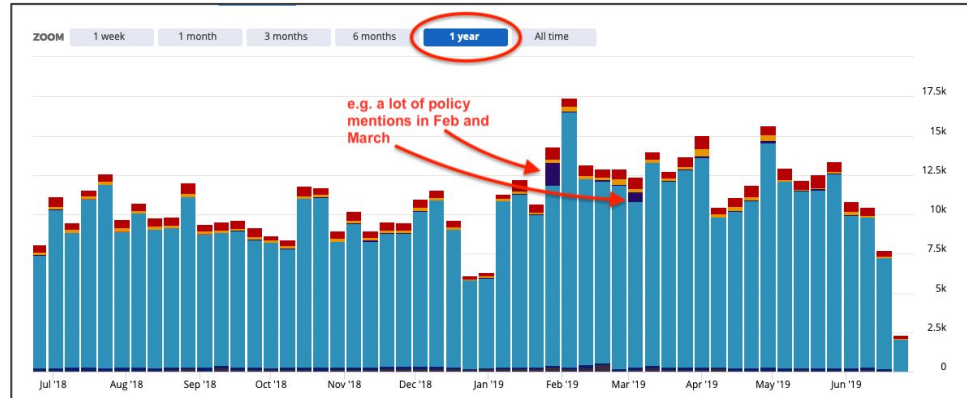 ZOOM 1 week 1 month 3 months 6 months 1 year All time
17.5k
e.g. a lot of policy
mentions in Feb and
March
15k
12.5k
10k
7.5k
5k
2.5k
0
Jul '18 Aug '18 Sep '18 Oct '18 Nov '18 Dec '18 Jan '19 Feb '19 Mar '19 Apr '19 May '19 Jun '19